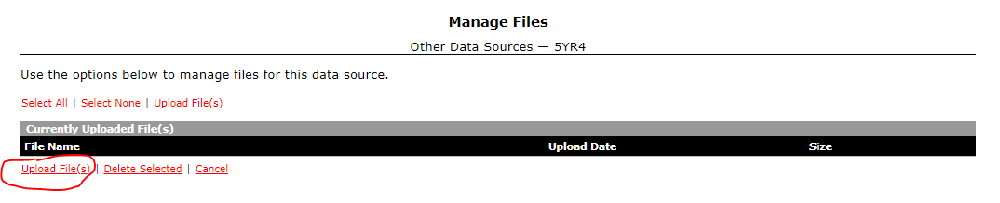 Manage Files
Other Data Sources — 5YR4
Use the options below to manage files for this data source.
Select All | Select None | Upload File(s)
Currently Uploaded File(s)
File Name Upload Date Size
Upload File(s) | Delete Selected | Cancel